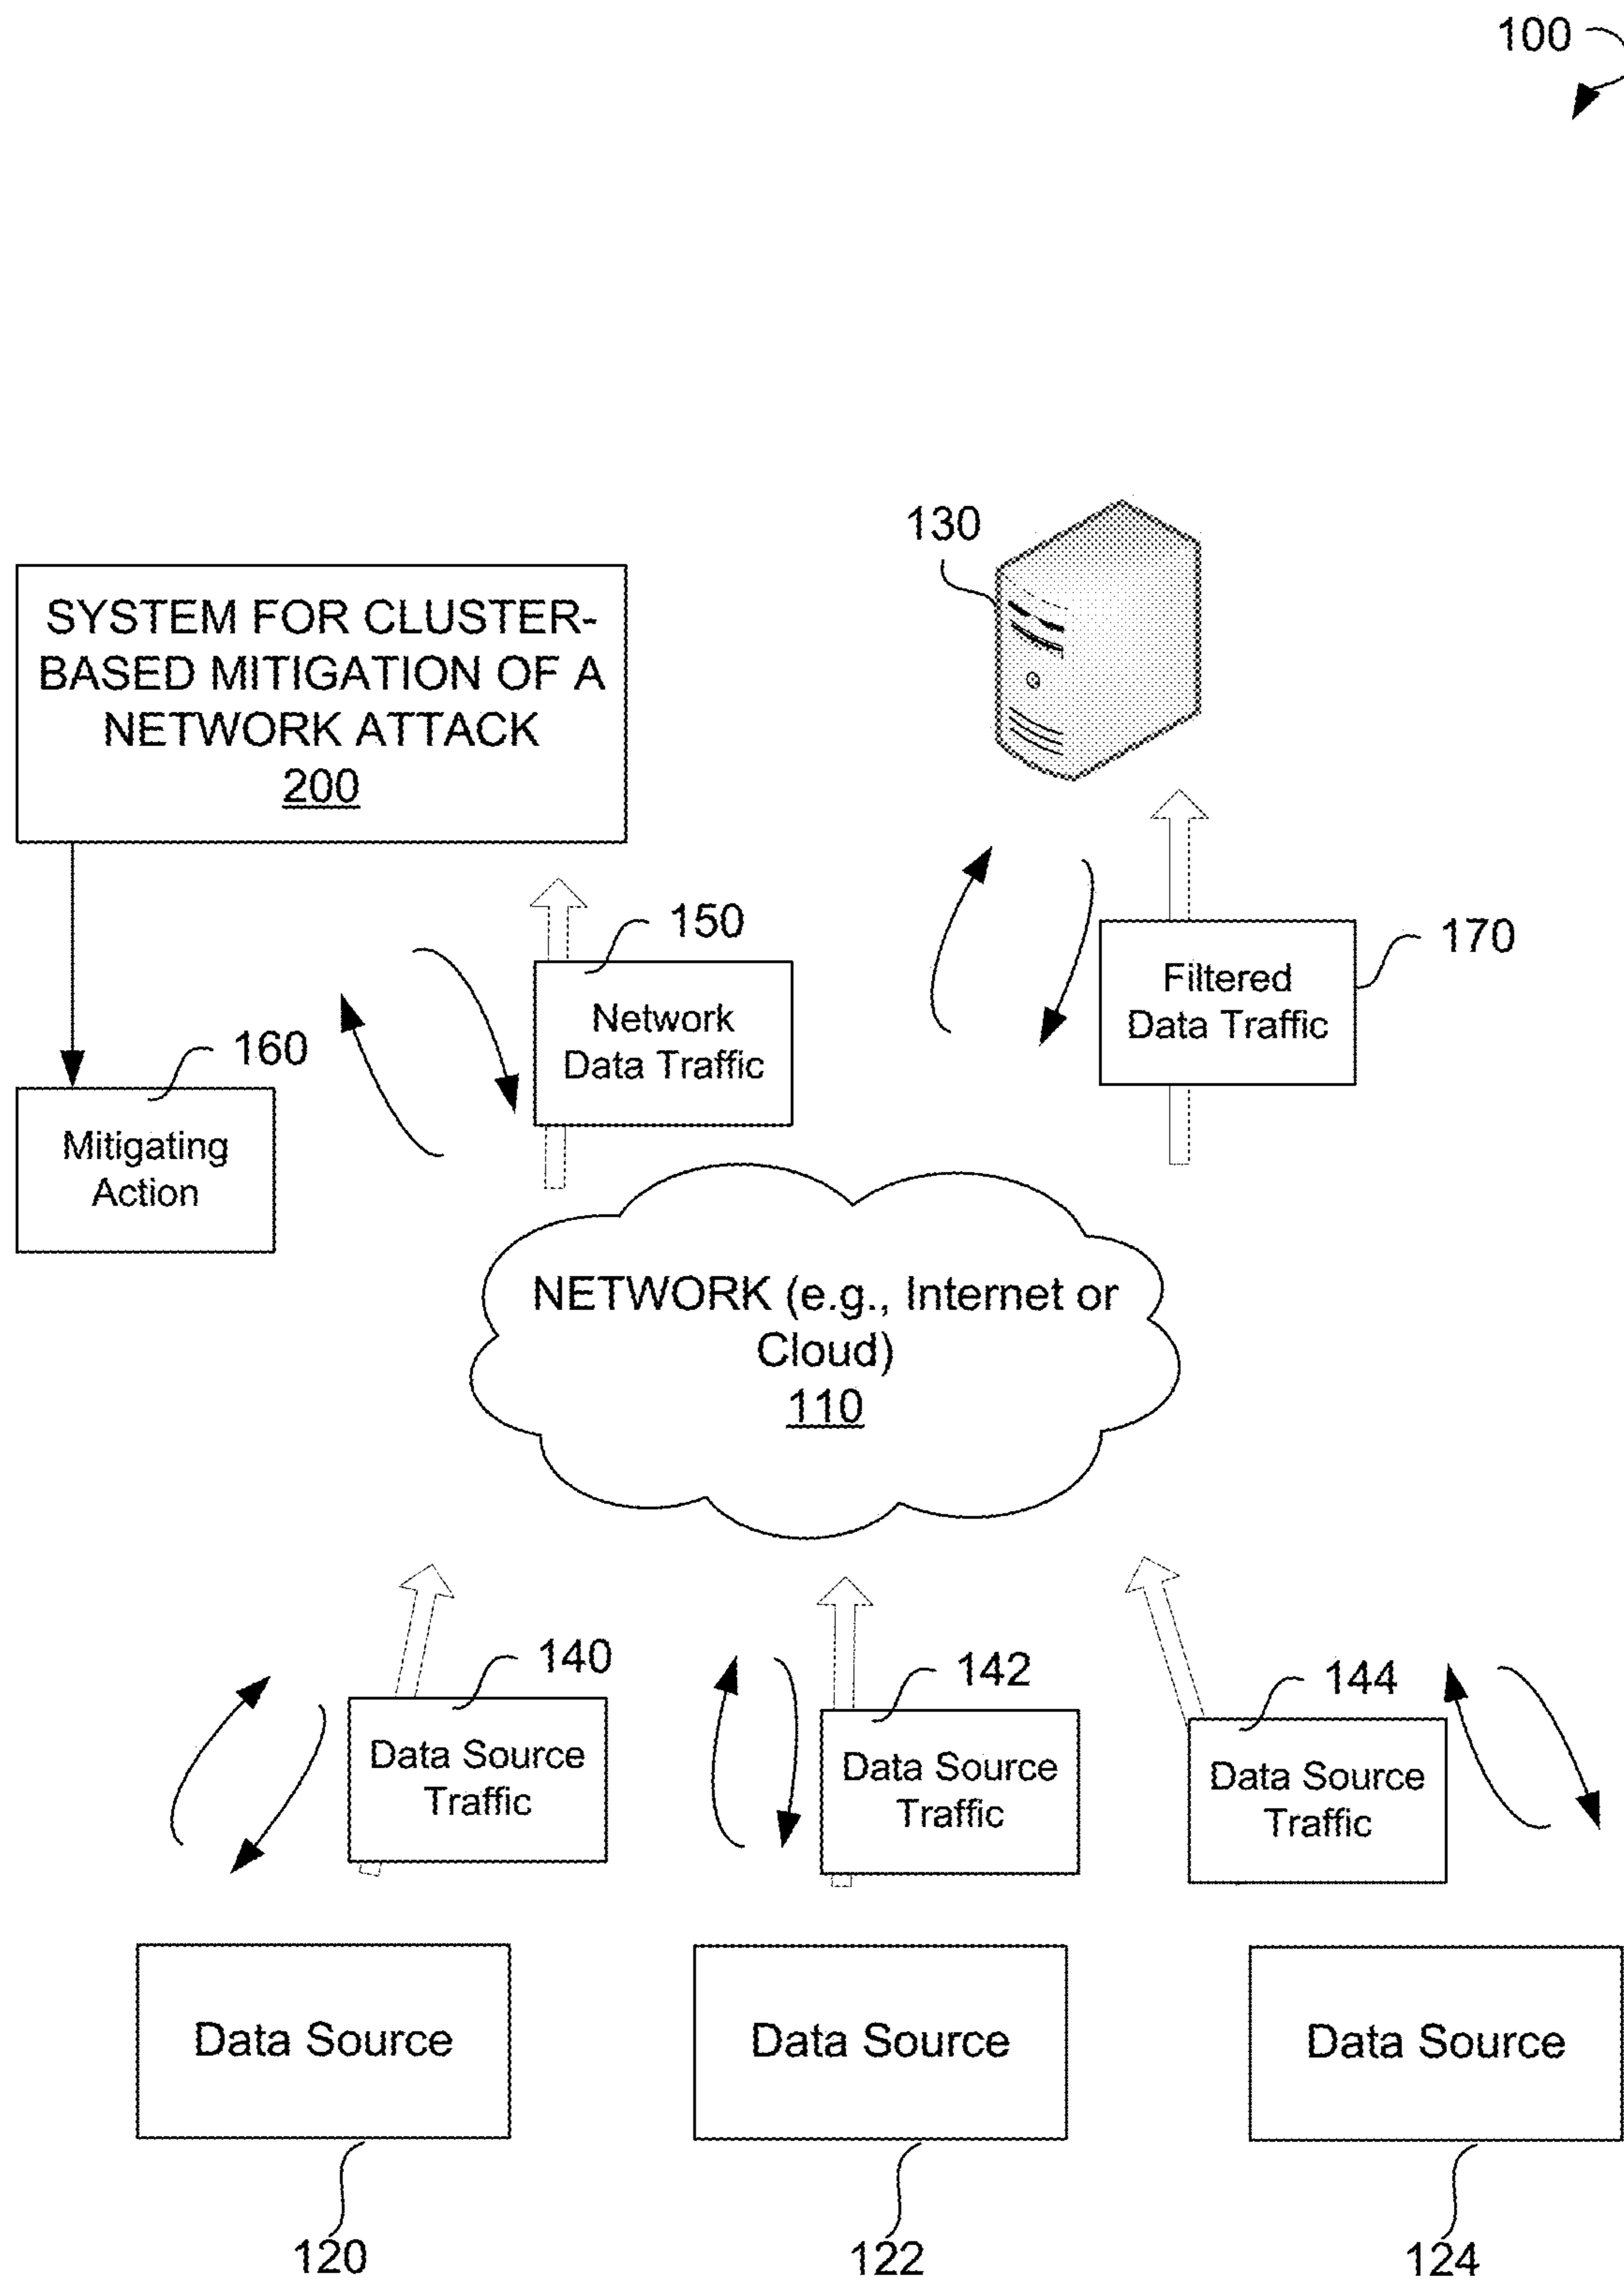 100
130
SYSTEM FOR CLUSTER-
BASED MITIGATION OF A
NETWORK ATTACK
200
150
170
Network
Data Traffic
Filtered
Data Traffic
160
Mitigating
Action
NETWORK (e.g., Internet or
Cloud)
110
140
142
144
Data Source
Traffic
Data Source
Traffic
Data Source
Traffic
Data Source
Data Source
Data Source
120
122
124